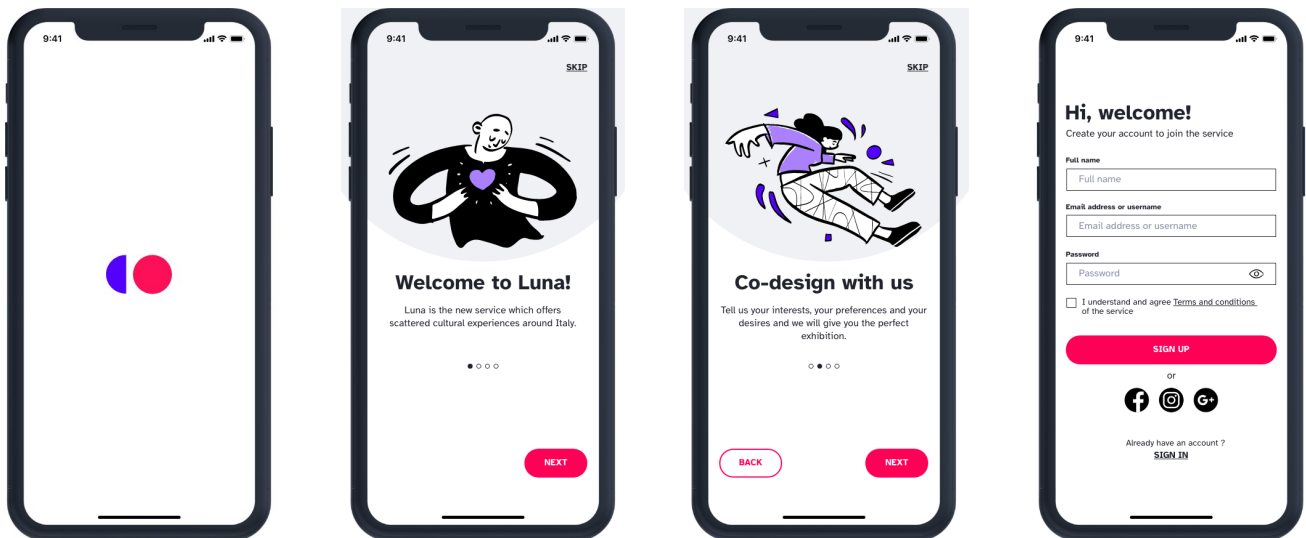 9:41
9:41
SKIP
Welcome to Luna!
Luna is the new service which offers
scattered cultural experiences around Italy.
NEXT
9:41
SKIP
Co-design with us
Tell us your interests, your preferences and your
desires and we will give you the perfect
exhibition.
BACK
NEXT
9:41
Hi, welcome!
Create your account to join the service
Full name
Full name
Email address or username
Email address or username
Password
Password
I understand and agree Terms and conditions
of the service
SIGN UP
or
G+
Already have an account ?
SIGN IN